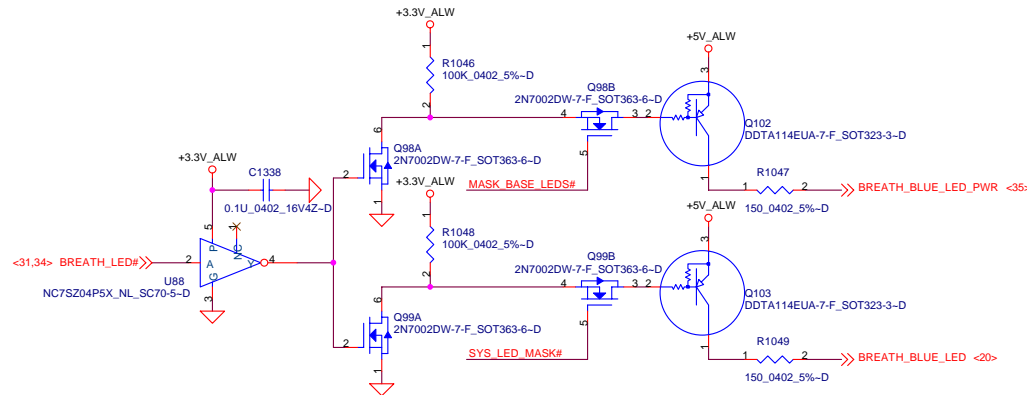 +3.3V_ALW
1
R1046
100K_0402_5%~D
2
+5V_ALW
3
Q98B
2N7002DW-7-F_SOT363-6~D
4
3
2
5
Q102
DDTA114EUA-7-F_SOT323-3~D
1
6
Q98A
2N7002DW-7-F_SOT363-6~D
2
1
MASK_BASE_LEDS#
R1047
1
2
150_0402_5%~D
BREATH_BLUE_LED_PWR <35>
+3.3V_ALW
C1338
0.1U_0402_16V4Z~D
+3.3V_ALW
1
R1048
100K_0402_5%~D
2
+5V_ALW
3
5
1
P
NC
<31,34> BREATH_LED#
2
A
Y
4
G
3
U88
NC7SZ04P5X_NL_SC70-5~D
Q99B
2N7002DW-7-F_SOT363-6~D
4
3
2
5
Q103
DDTA114EUA-7-F_SOT323-3~D
1
6
Q99A
2N7002DW-7-F_SOT363-6~D
2
1
SYS_LED_MASK#
R1049
1
2
150_0402_5%~D
BREATH_BLUE_LED <20>